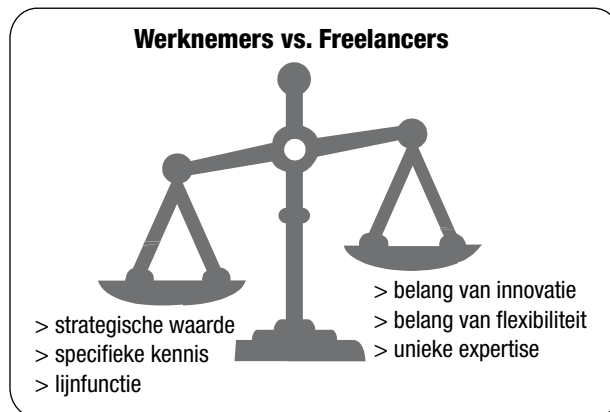 Werknemers vs. Freelancers
> strategische waarde
> specifieke kennis
> lijnfunctie
> belang van innovatie
> belang van flexibiliteit
> unieke expertise